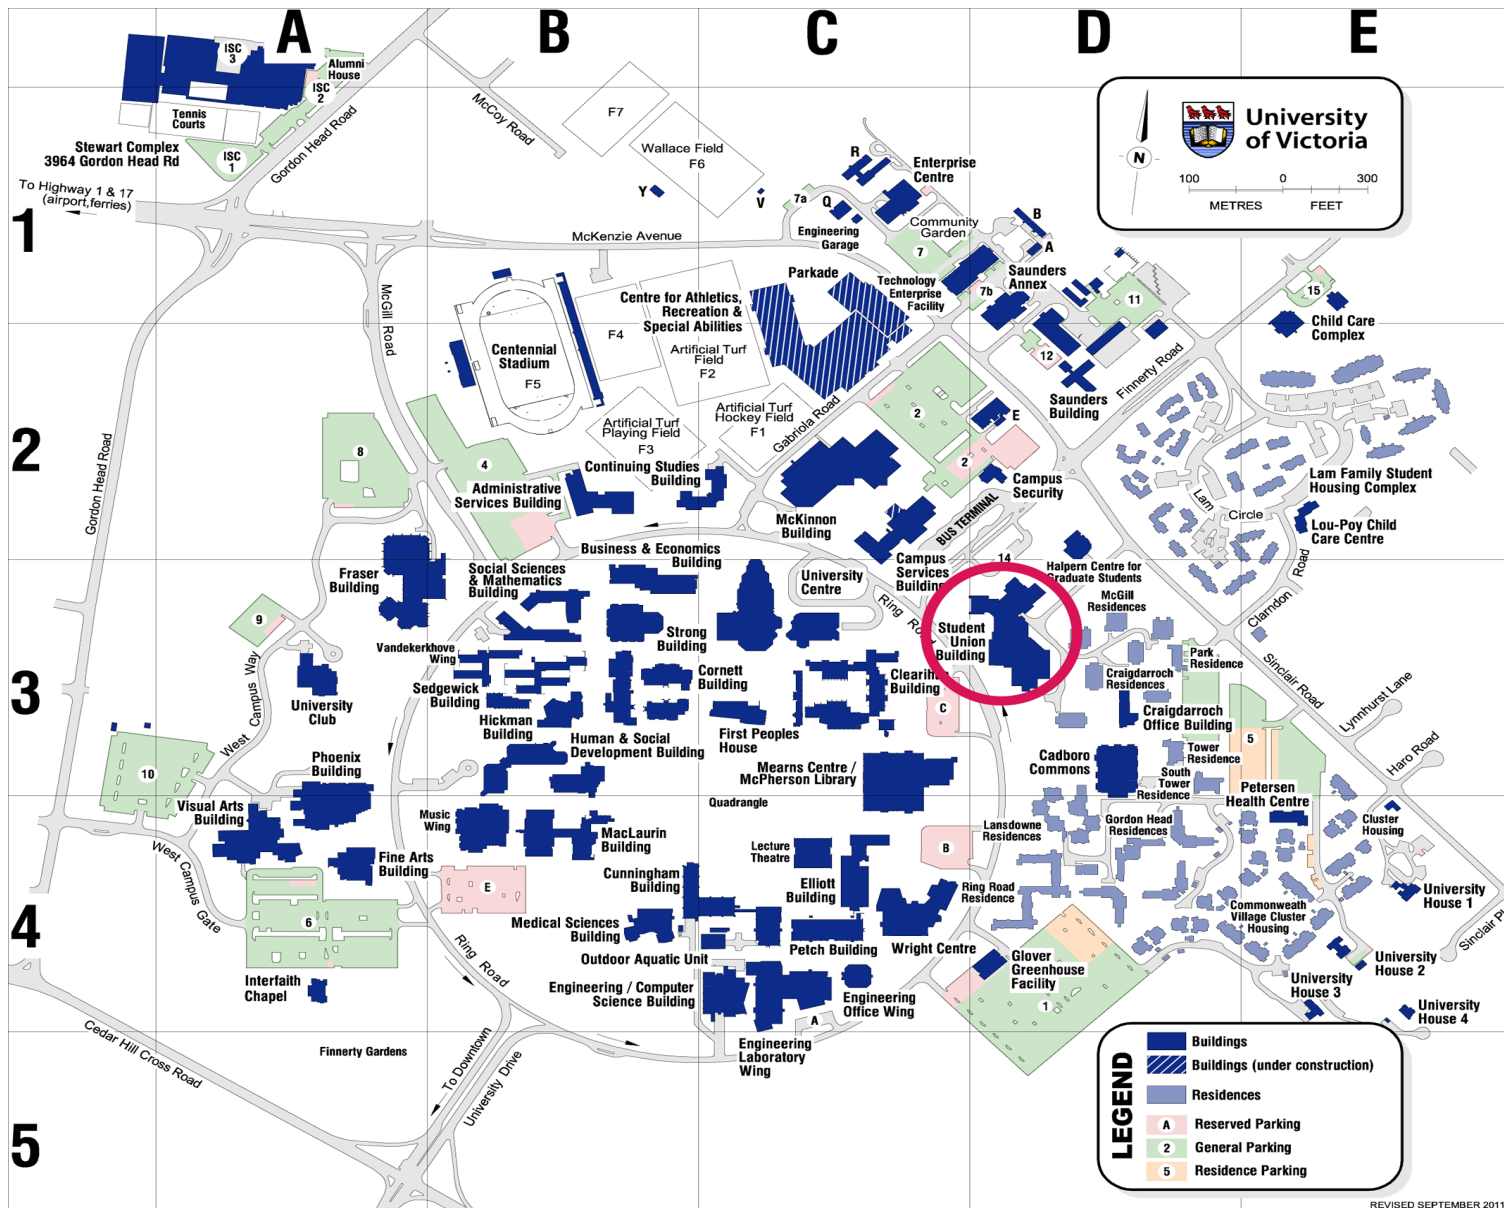 A
B
C
D
E
1
2
3
4
5
ISC
3
Alumni
House
ISC
2
Tennis
Courts
Stewart Complex
3964 Gordon Head Rd
ISC
1
Gordon Head Road
To Highway 1 & 17
(airport,ferries)
McCoy Road
F7
Wallace Field
F6
Y
V
7a
Q
R
Enterprise
Centre
Engineering
Garage
Community
Garden
7
B
A
McKenzie Avenue
University
of Victoria
N
100
0
300
METRES
FEET
McGill Road
Centre for Athletics,
Recreation &
Special Abilities
Parkade
Technology
Enterprise
Facility
7b
Saunders
Annex
11
15
Child Care
Complex
Centennial
Stadium
F5
F4
Artificial Turf
Field
F2
12
Saunders
Building
Finnerty Road
Artificial Turf
Playing Field
F3
Artificial Turf
Hockey Field
F1
Gabriola Road
2
E
2
Gordon Head Road
8
4
Administrative
Services Building
Continuing Studies
Building
McKinnon
Building
Campus
Security
BUS TERMINAL
Lam
Circle
Lam Family Student
Housing Complex
Lou-Poy Child
Care Centre
Road
Clarndon
Fraser
Building
Social Sciences
& Mathematics
Building
Business & Economics
Building
University
Centre
Campus
Services
Building
14
Halpern Centre for
Graduate Students
Ring Road
Student
Union
Building
McGill
Residences
9
West Campus Way
Vandekerkhove
Wing
Strong
Building
Cornett
Building
Clearihue
Building
C
Craigdarroch
Residences
Park
Residence
Sinclair Road
Lynnhurst Lane
University
Club
Sedgewick
Building
Hickman
Building
Human & Social
Development Building
First Peoples
House
Craigdarroch
Office Building
5
Haro Road
10
Phoenix
Building
Mearns Centre /
McPherson Library
Cadboro
Commons
Tower
Residence
South
Tower
Residence
Petersen
Health Centre
Visual Arts
Building
Music
Wing
MacLaurin
Building
Quadrangle
Lansdowne
Residences
Gordon Head
Residences
Cluster
Housing
West Campus Gate
Fine Arts
Building
E
Cunningham
Building
Lecture
Theatre
Elliott
Building
B
Ring Road
Residence
Commonweath
Village Cluster
Housing
University
House 1
6
Medical Sciences
Building
Petch Building
Wright Centre
Sinclair Pl
Interfaith
Chapel
Ring Road
Outdoor Aquatic Unit
Engineering / Computer
Science Building
Engineering
Office Wing
A
Glover
Greenhouse
Facility
1
University
House 2
University
House 3
University
House 4
Cedar Hill Cross Road
Finnerty Gardens
To Downtown
University Drive
Engineering
Laboratory
Wing
LEGEND
Buildings
Buildings (under construction)
Residences
A Reserved Parking
2 General Parking
5 Residence Parking
REVISED SEPTEMBER 2011